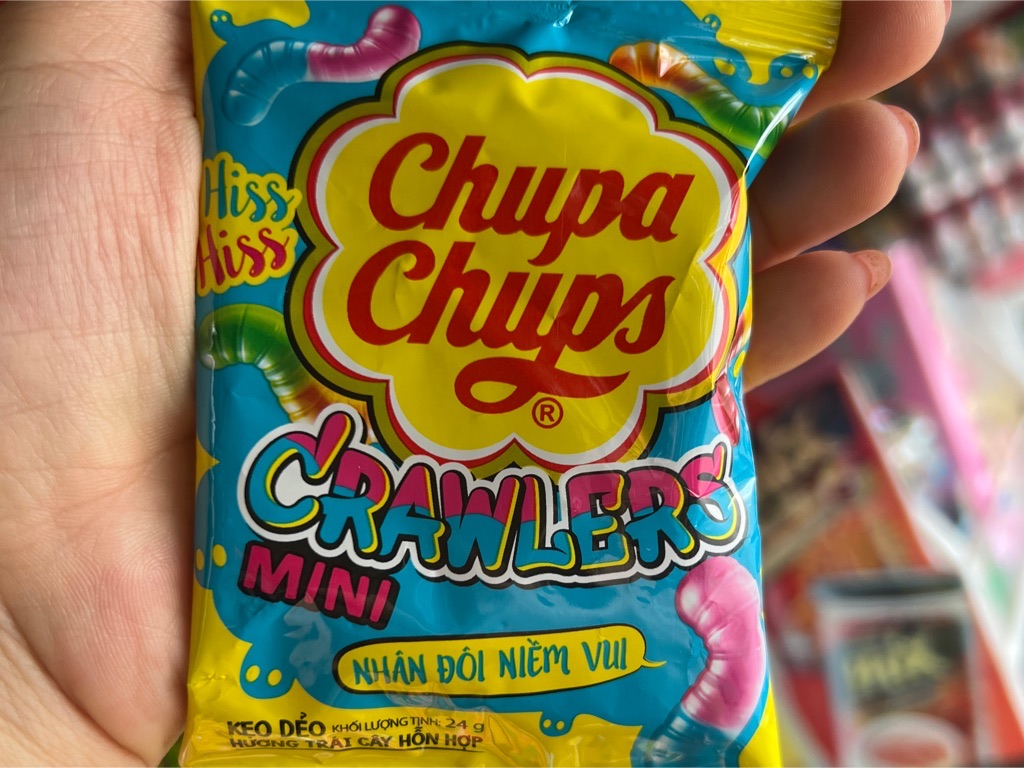 Hiss
Hiss
Chupa
Chups
®
CRAWLERS
MINI
NHÂN ĐÔI NIỀM VUI
KẸO DẺO KHỐI LƯỢNG TỊNH: 24 g
HƯƠNG TRÁI CÂY HỖN HỢP
mix